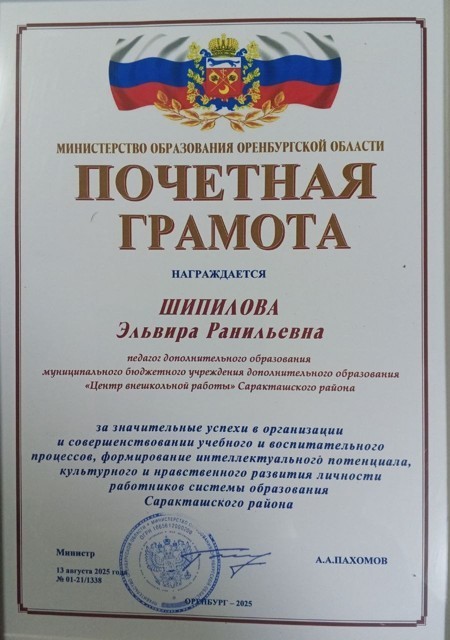 МИНИСТЕРСТВО ОБРАЗОВАНИЯ ОРЕНБУРГСКОЙ ОБЛАСТИ
ПОЧЕТНАЯ
ГРАМОТА
НАГРАЖДАЕТСЯ
ШИПИЛОВА
Эльвира Ранильевна
педагог дополнительного образования
муниципального бюджетного учреждения дополнительного образования
«Центр внешкольной работы» Саракташского района
за значительные успехи в организации
и совершенствовании учебного и воспитательного
процессов, формирование интеллектуального потенциала,
культурного и нравственного развития личности
работников системы образования
Саракташского района
Министр
А.А.ПАХОМОВ
13 августа 2025 года
№ 01-21/1338
ОРЕНБУРГ – 2025